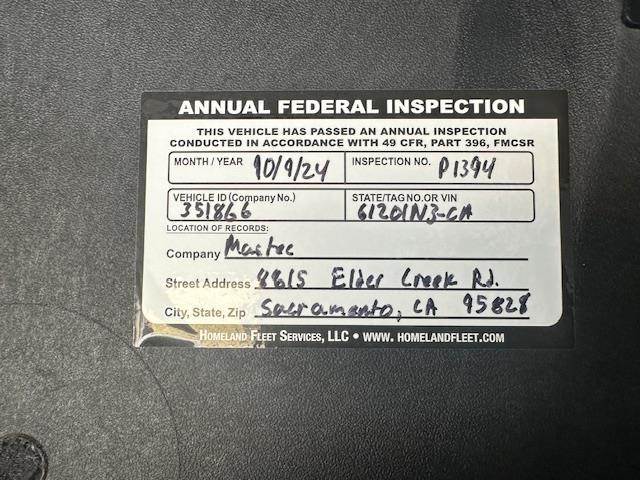 ANNUAL FEDERAL INSPECTION
THIS VEHICLE HAS PASSED AN ANNUAL INSPECTION
CONDUCTED IN ACCORDANCE WITH 49 CFR, PART 396, FMCSR
MONTH / YEAR 10/9/24 INSPECTION NO. P1394
VEHICLE ID (Company No.) STATE/TAG NO. OR VIN
351866 61201N3-CA
LOCATION OF RECORDS:
Company Mastec
Street Address 8815 Elder Creek Rd.
City, State, Zip Sacramento, CA 95828
HOMELAND FLEET SERVICES, LLC • WWW. HOMELANDFLEET.COM